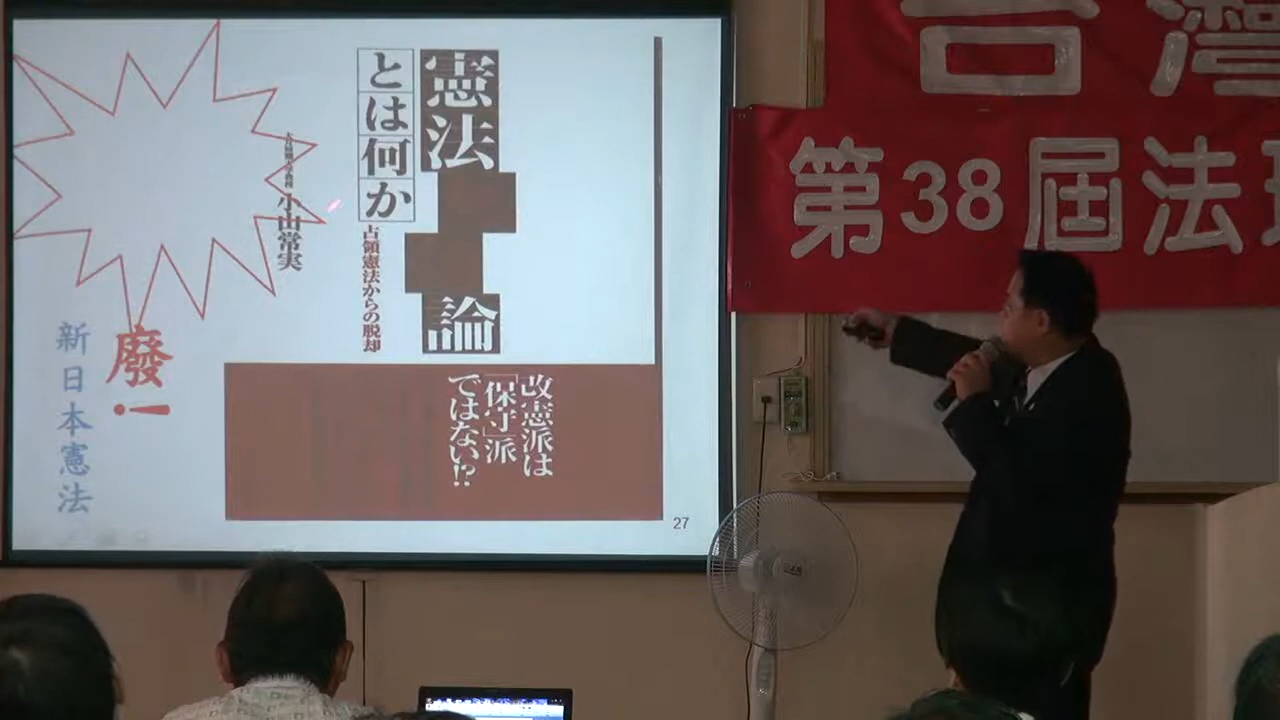 憲法
論
とは何か
占領憲法からの脱却
小山常実
改憲派は
「保守」派
ではない!?
廢!
新日本憲法
27
台灣
第38屆法